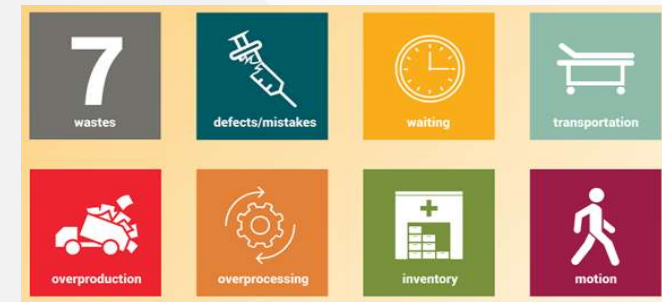 7
wastes
defects/mistakes
waiting
transportation
overproduction
overprocessing
inventory
motion